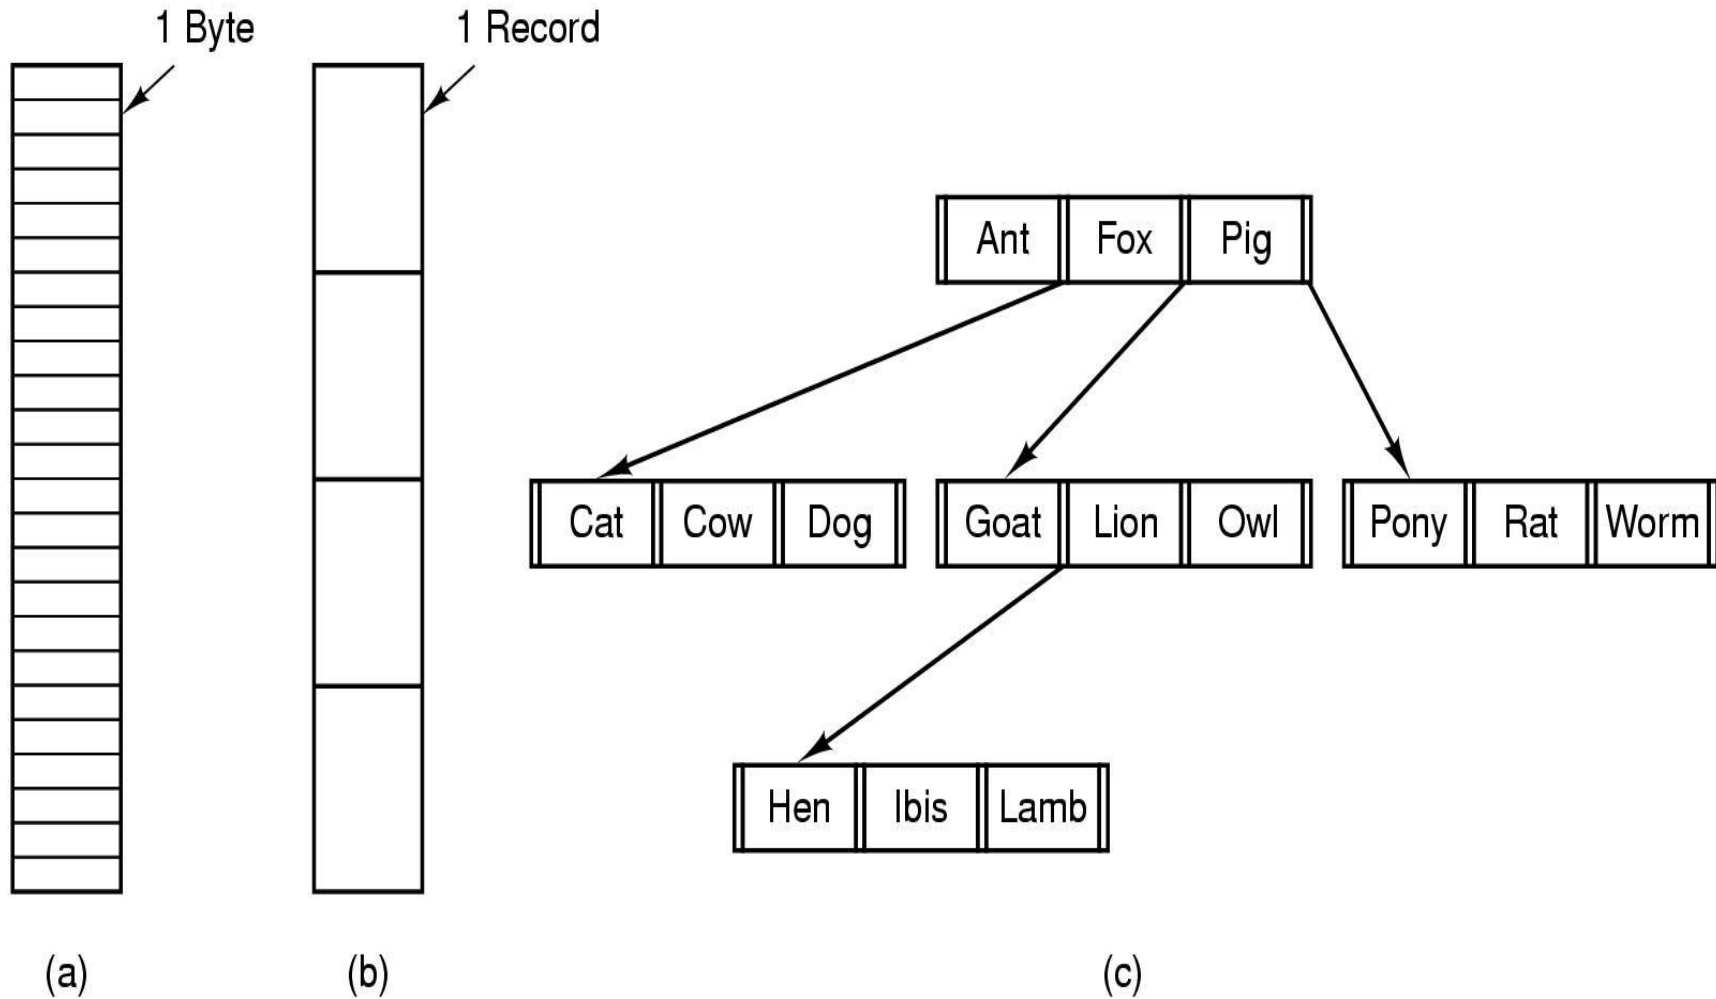 1 Byte
1 Record
Ant Fox Pig
Cat Cow Dog Goat Lion Owl Pony Rat Worm
Hen Ibis Lamb
(a) (b) (c)